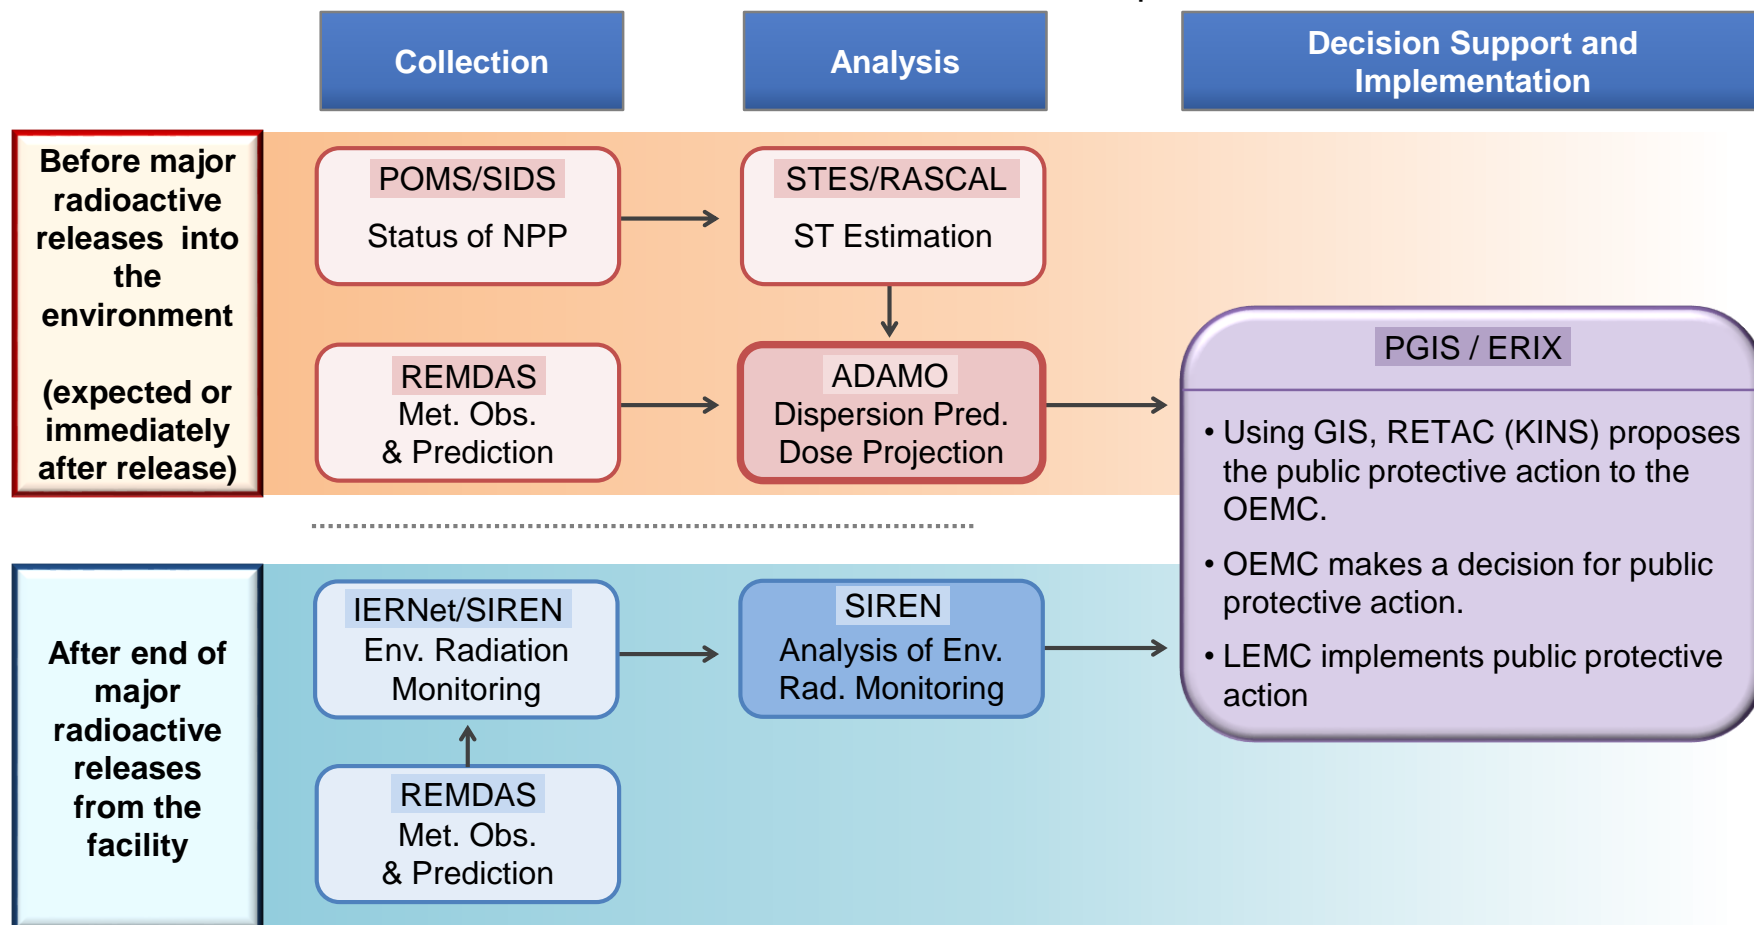 Collection
Analysis
Decision Support and
Implementation
Before major
radioactive
releases into
the
environment
(expected or
immediately
after release)
POMS/SIDS
Status of NPP
STES/RASCAL
ST Estimation
REMDAS
Met. Obs.
& Prediction
ADAMO
Dispersion Pred.
Dose Projection
PGIS / ERIX
• Using GIS, RETAC (KINS) proposes
the public protective action to the
OEMC.
• OEMC makes a decision for public
protective action.
• LEMC implements public protective
action
After end of
major
radioactive
releases
from the
facility
IERNet/SIREN
Env. Radiation
Monitoring
SIREN
Analysis of Env.
Rad. Monitoring
REMDAS
Met. Obs.
& Prediction